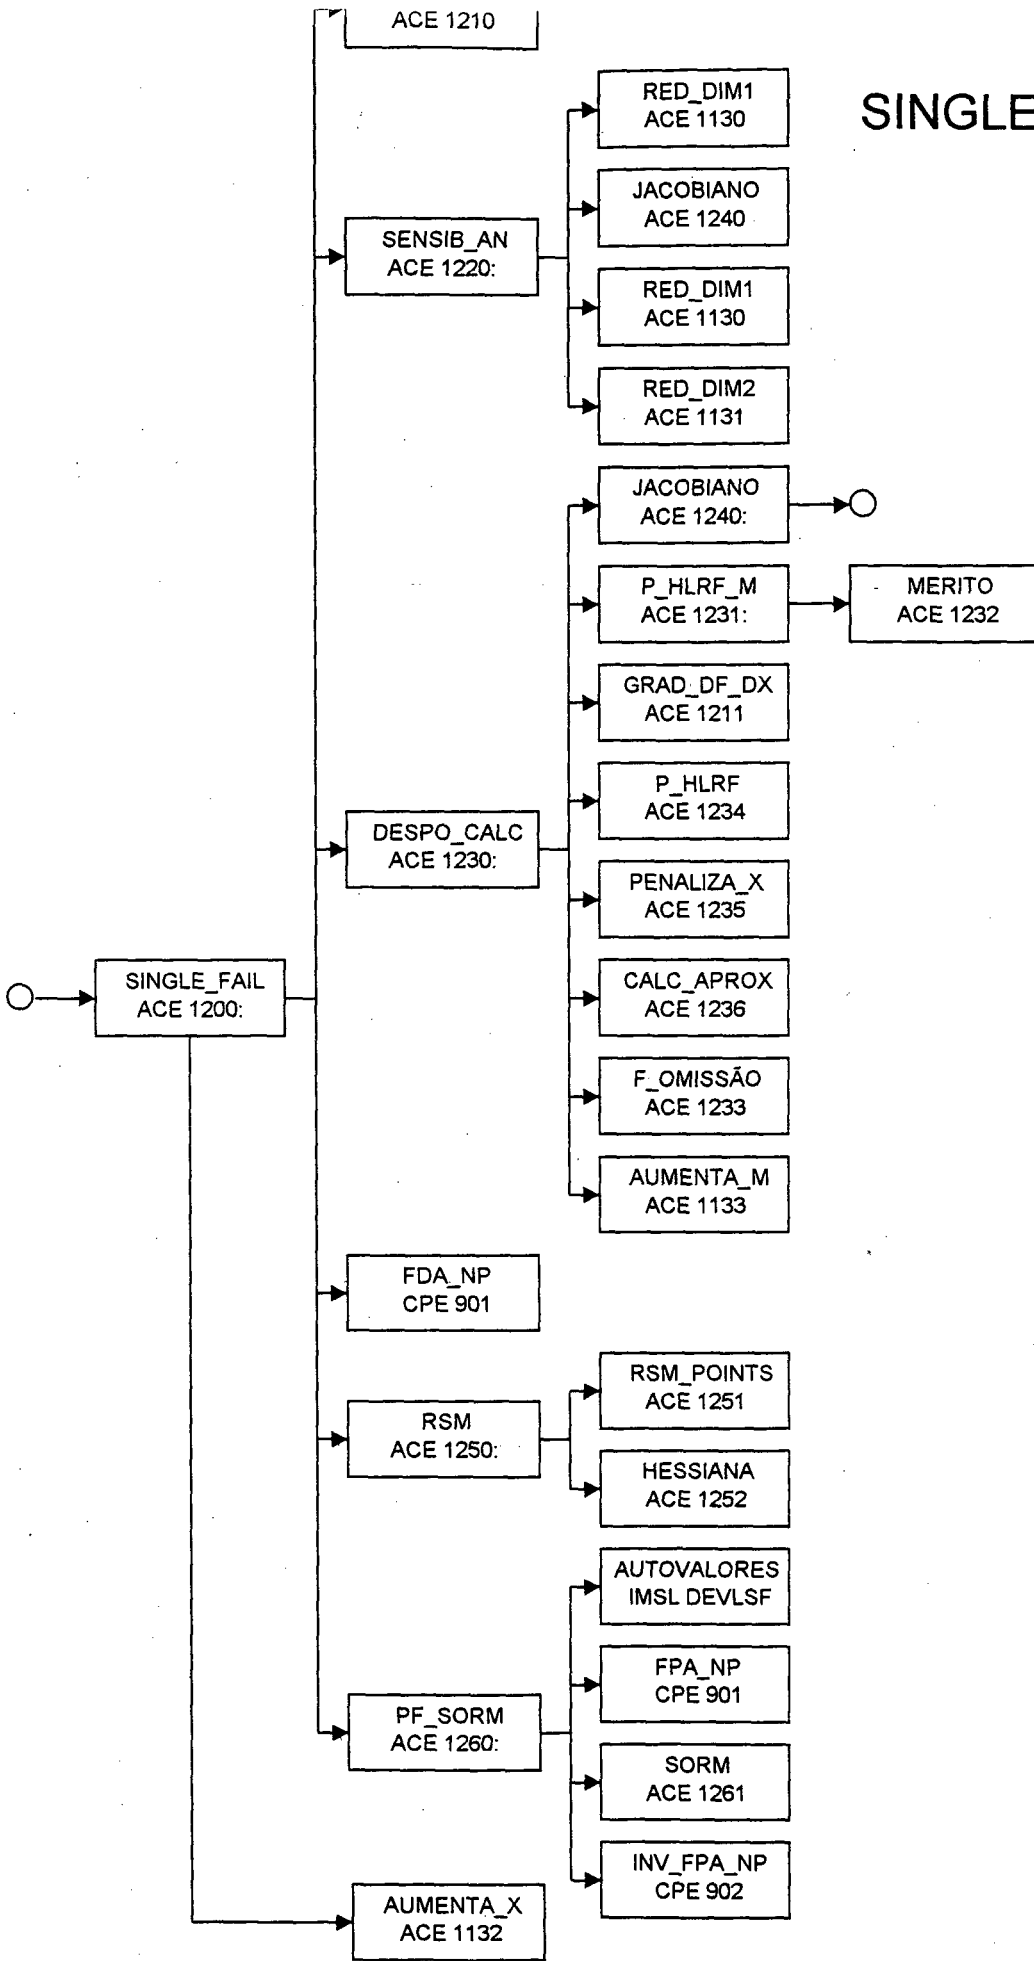 ACE 1210
SINGLE
RED_DIM1
ACE 1130
JACOBIANO
ACE 1240
SENSIB_AN
ACE 1220:
RED_DIM1
ACE 1130
RED_DIM2
ACE 1131
JACOBIANO
ACE 1240:
P_HLRF_M
ACE 1231:
MERITO
ACE 1232
GRAD_DF_DX
ACE 1211
P_HLRF
ACE 1234
DESPO_CALC
ACE 1230:
PENALIZA_X
ACE 1235
SINGLE_FAIL
ACE 1200:
CALC_APROX
ACE 1236
F_OMISSÃO
ACE 1233
AUMENTA_M
ACE 1133
FDA_NP
CPE 901
RSM_POINTS
ACE 1251
RSM
ACE 1250:
HESSIANA
ACE 1252
AUTOVALORES
IMSL DEVLSF
FPA_NP
CPE 901
PF_SORM
ACE 1260:
SORM
ACE 1261
INV_FPA_NP
CPE 902
AUMENTA_X
ACE 1132